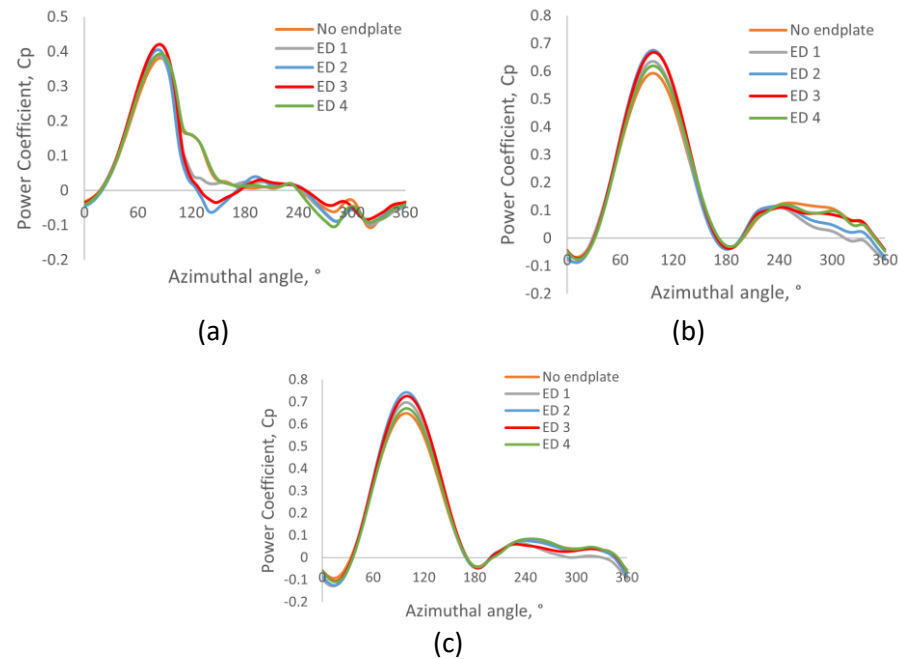 0.5
0.4
0.3
0.2
0.1
0
-0.1
-0.2
0 60 120 180 240 300 360
Power Coefficient, Cp
Azimuthal angle, °
No endplate
ED 1
ED 2
ED 3
ED 4
(a)
0.8
0.7
0.6
0.5
0.4
0.3
0.2
0.1
0
-0.1
-0.2
0 60 120 180 240 300 360
Power Coefficient, Cp
Azimuthal angle, °
No endplate
ED 1
ED 2
ED 3
ED 4
(b)
0.8
0.7
0.6
0.5
0.4
0.3
0.2
0.1
0
-0.1
-0.2
0 60 120 180 240 300 360
Power Coefficient, Cp
Azimuthal angle, °
No endplate
ED 1
ED 2
ED 3
ED 4
(c)